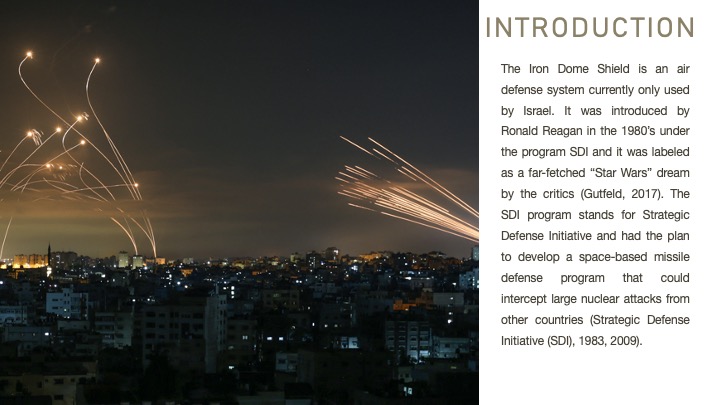 INTRODUCTION
The Iron Dome Shield is an air
defense system currently only used
by Israel. It was introduced by
Ronald Reagan in the 1980’s under
the program SDI and it was labeled
as a far-fetched “Star Wars” dream
by the critics (Gutfeld, 2017). The
SDI program stands for Strategic
Defense Initiative and had the plan
to develop a space-based missile
defense program that could
intercept large nuclear attacks from
other countries (Strategic Defense
Initiative (SDI), 1983, 2009).